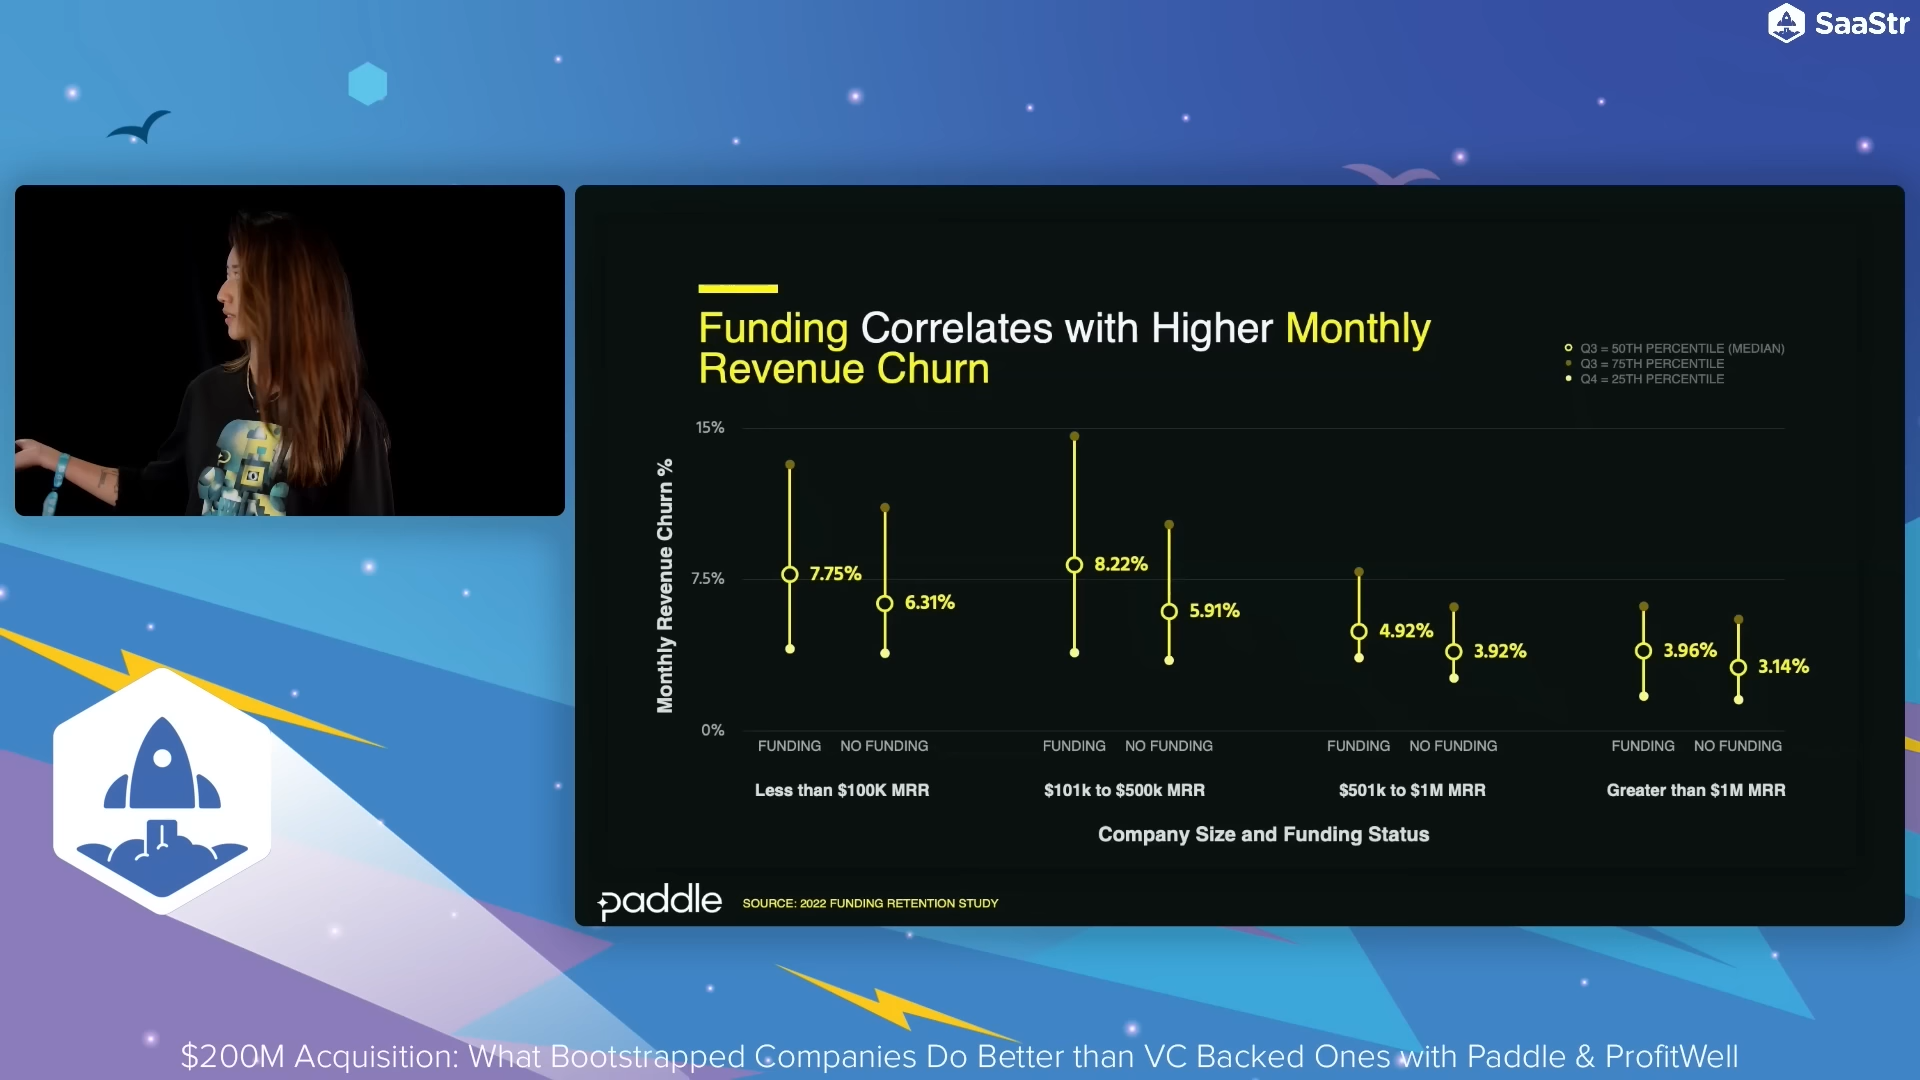 SaaStr
Funding Correlates with Higher Monthly
Revenue Churn
Q3 = 50TH PERCENTILE (MEDIAN)
Q3 = 75TH PERCENTILE
Q4 = 25TH PERCENTILE
Monthly Revenue Churn %
15%
7.5%
0%
7.75%
6.31%
8.22%
5.91%
4.92%
3.92%
3.96%
3.14%
FUNDING NO FUNDING FUNDING NO FUNDING FUNDING NO FUNDING FUNDING NO FUNDING
Less than $100K MRR $101k to $500k MRR $501k to $1M MRR Greater than $1M MRR
Company Size and Funding Status
paddle SOURCE: 2022 FUNDING RETENTION STUDY
$200M Acquisition: What Bootstrapped Companies Do Better than VC Backed Ones with Paddle & ProfitWell